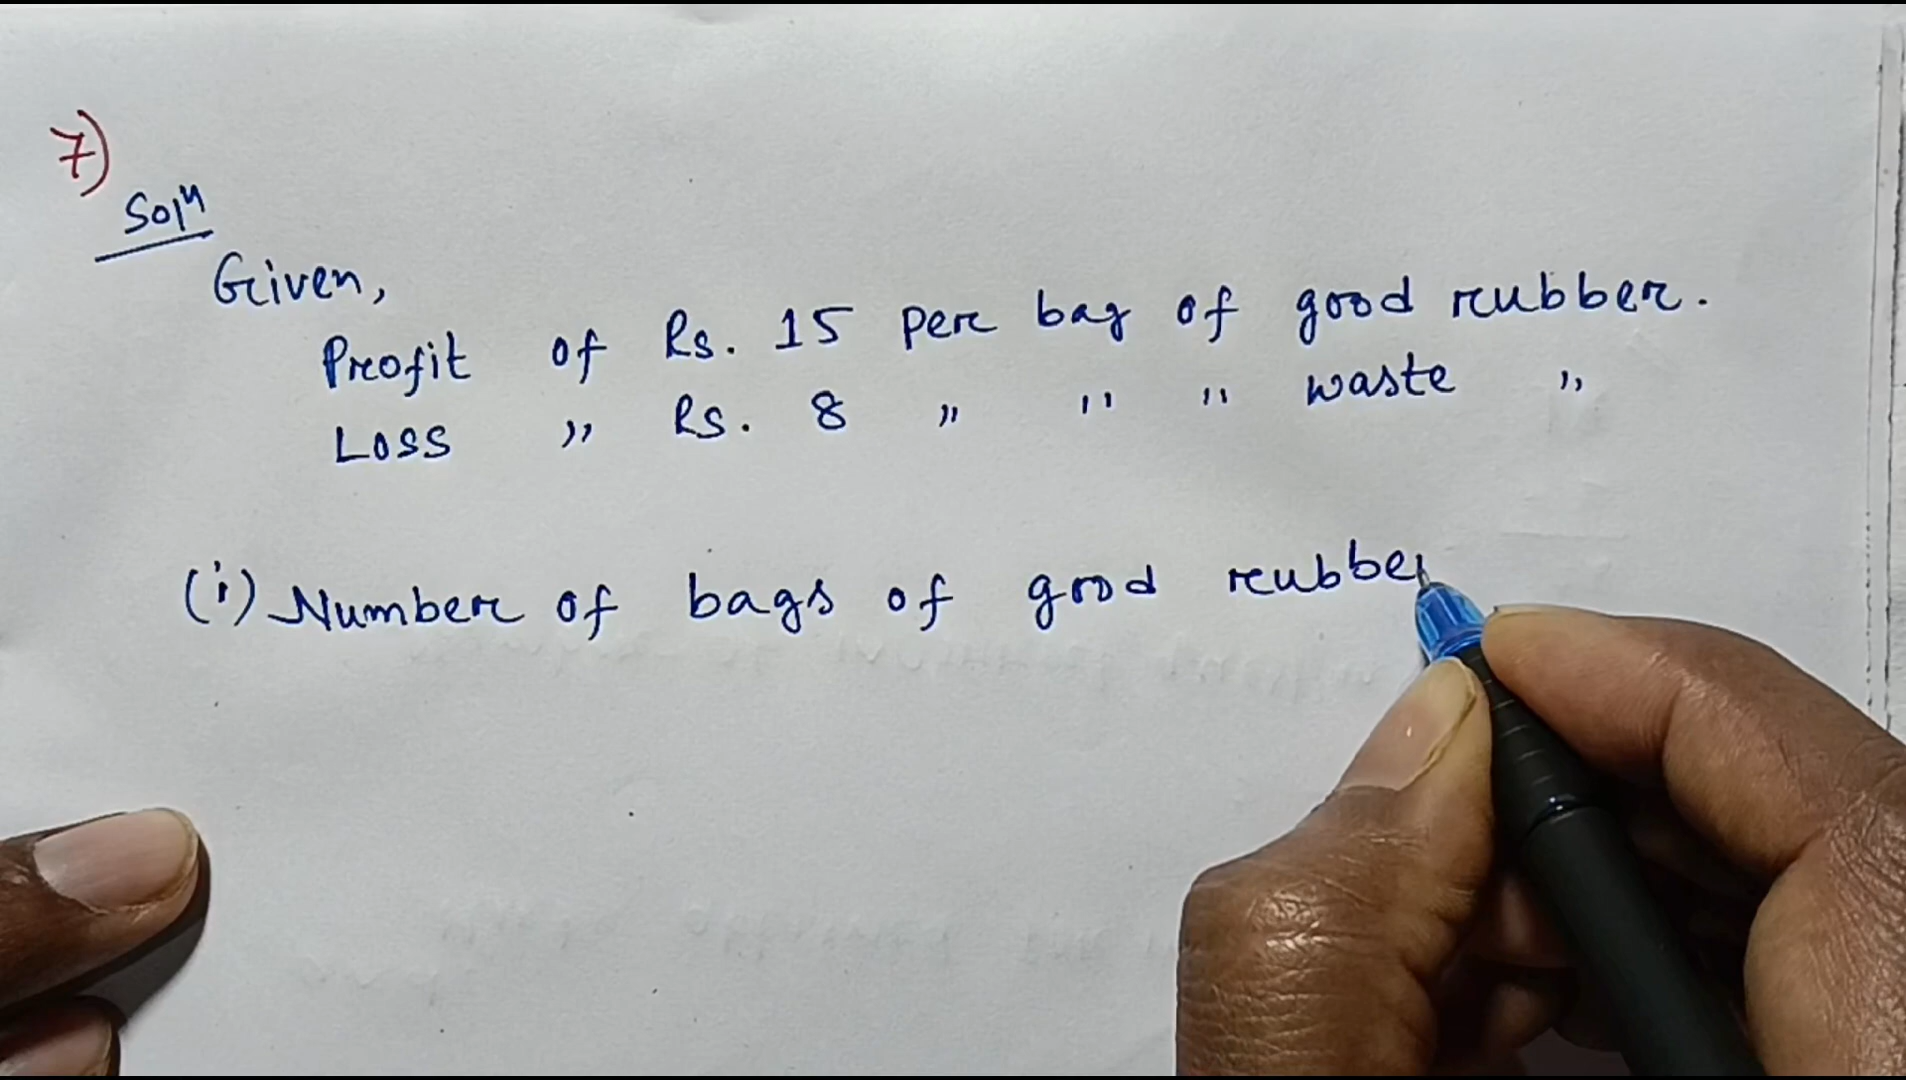 7)
Soln
Given,
Profit of Rs. 15 per bag of good rubber.
Loss ,, Rs. 8 ,, ,, ,, waste ,,
(i) Number of bags of good rubber